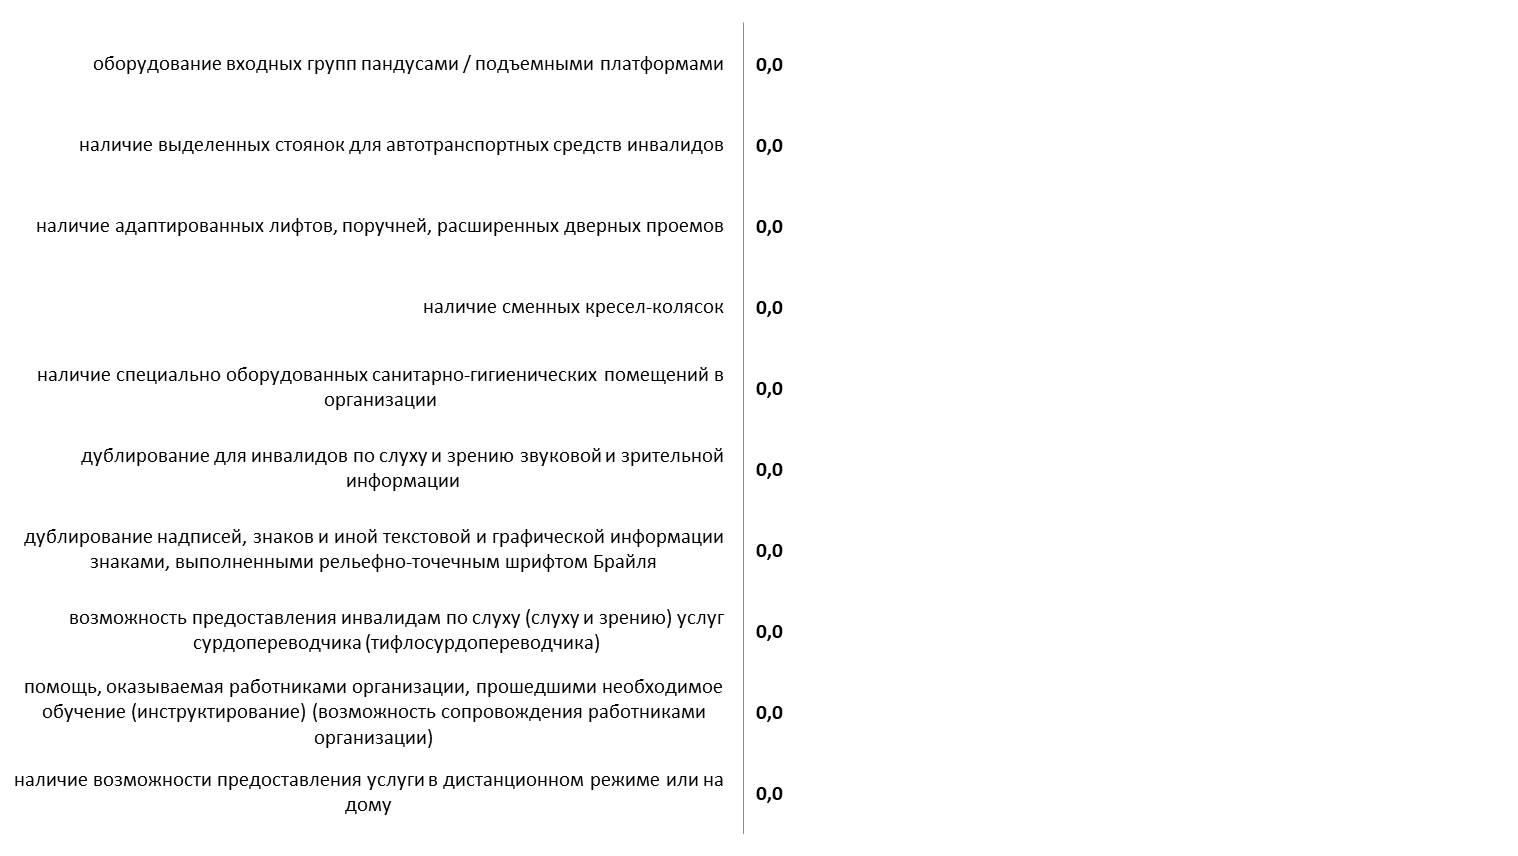 оборудование входных групп пандусами / подъемными платформами 0,0
наличие выделенных стоянок для автотранспортных средств инвалидов 0,0
наличие адаптированных лифтов, поручней, расширенных дверных проемов 0,0
наличие сменных кресел-колясок 0,0
наличие специально оборудованных санитарно-гигиенических помещений в
организации 0,0
дублирование для инвалидов по слуху и зрению звуковой и зрительной
информации 0,0
дублирование надписей, знаков и иной текстовой и графической информации
знаками, выполненными рельефно-точечным шрифтом Брайля 0,0
возможность предоставления инвалидам по слуху (слуху и зрению) услуг
сурдопереводчика (тифлосурдопереводчика) 0,0
помощь, оказываемая работниками организации, прошедшими необходимое
обучение (инструктирование) (возможность сопровождения работниками 0,0
организации)
наличие возможности предоставления услуги в дистанционном режиме или на
дому 0,0